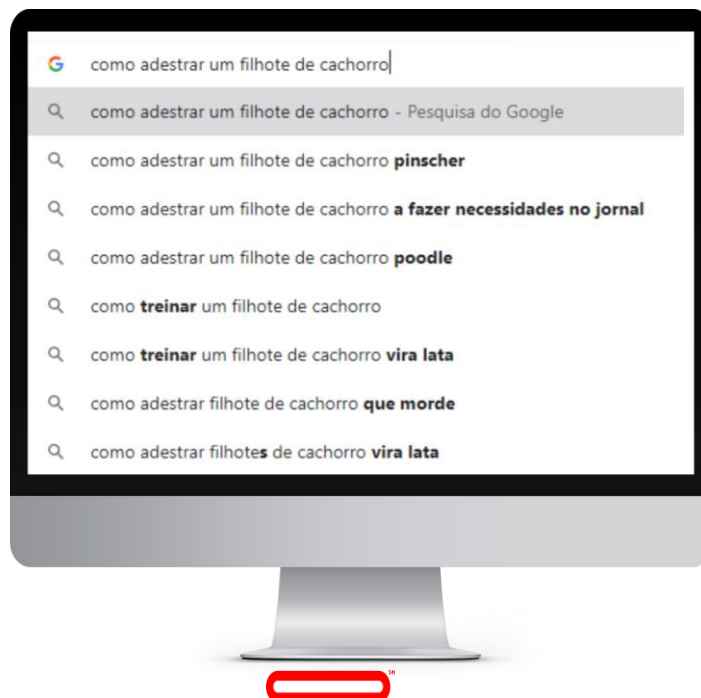 como adestrar um filhote de cachorro
como adestrar um filhote de cachorro - Pesquisa do Google
como adestrar um filhote de cachorro pinscher
como adestrar um filhote de cachorro a fazer necessidades no jornal
como adestrar um filhote de cachorro poodle
como treinar um filhote de cachorro
como treinar um filhote de cachorro vira lata
como adestrar filhote de cachorro que morde
como adestrar filhotes de cachorro vira lata